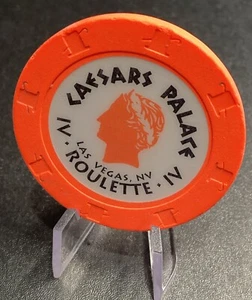 CAESARS PALACE
LAS VEGAS, NV
IV · ROULETTE · IV